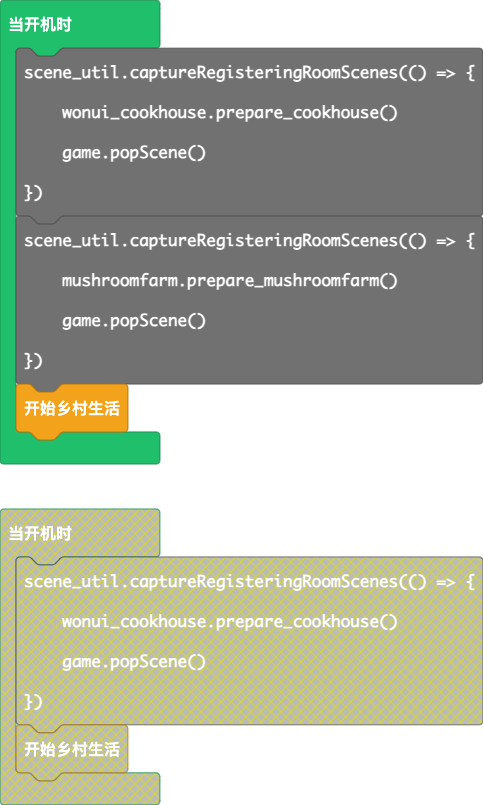 当开机时
scene_util.captureRegisteringRoomScenes(() => {
    wonui_cookhouse.prepare_cookhouse()
    game.popScene()
})
scene_util.captureRegisteringRoomScenes(() => {
    mushroomfarm.prepare_mushroomfarm()
    game.popScene()
})
开始乡村生活
当开机时
scene_util.captureRegisteringRoomScenes(() => {
    wonui_cookhouse.prepare_cookhouse()
    game.popScene()
})
开始乡村生活